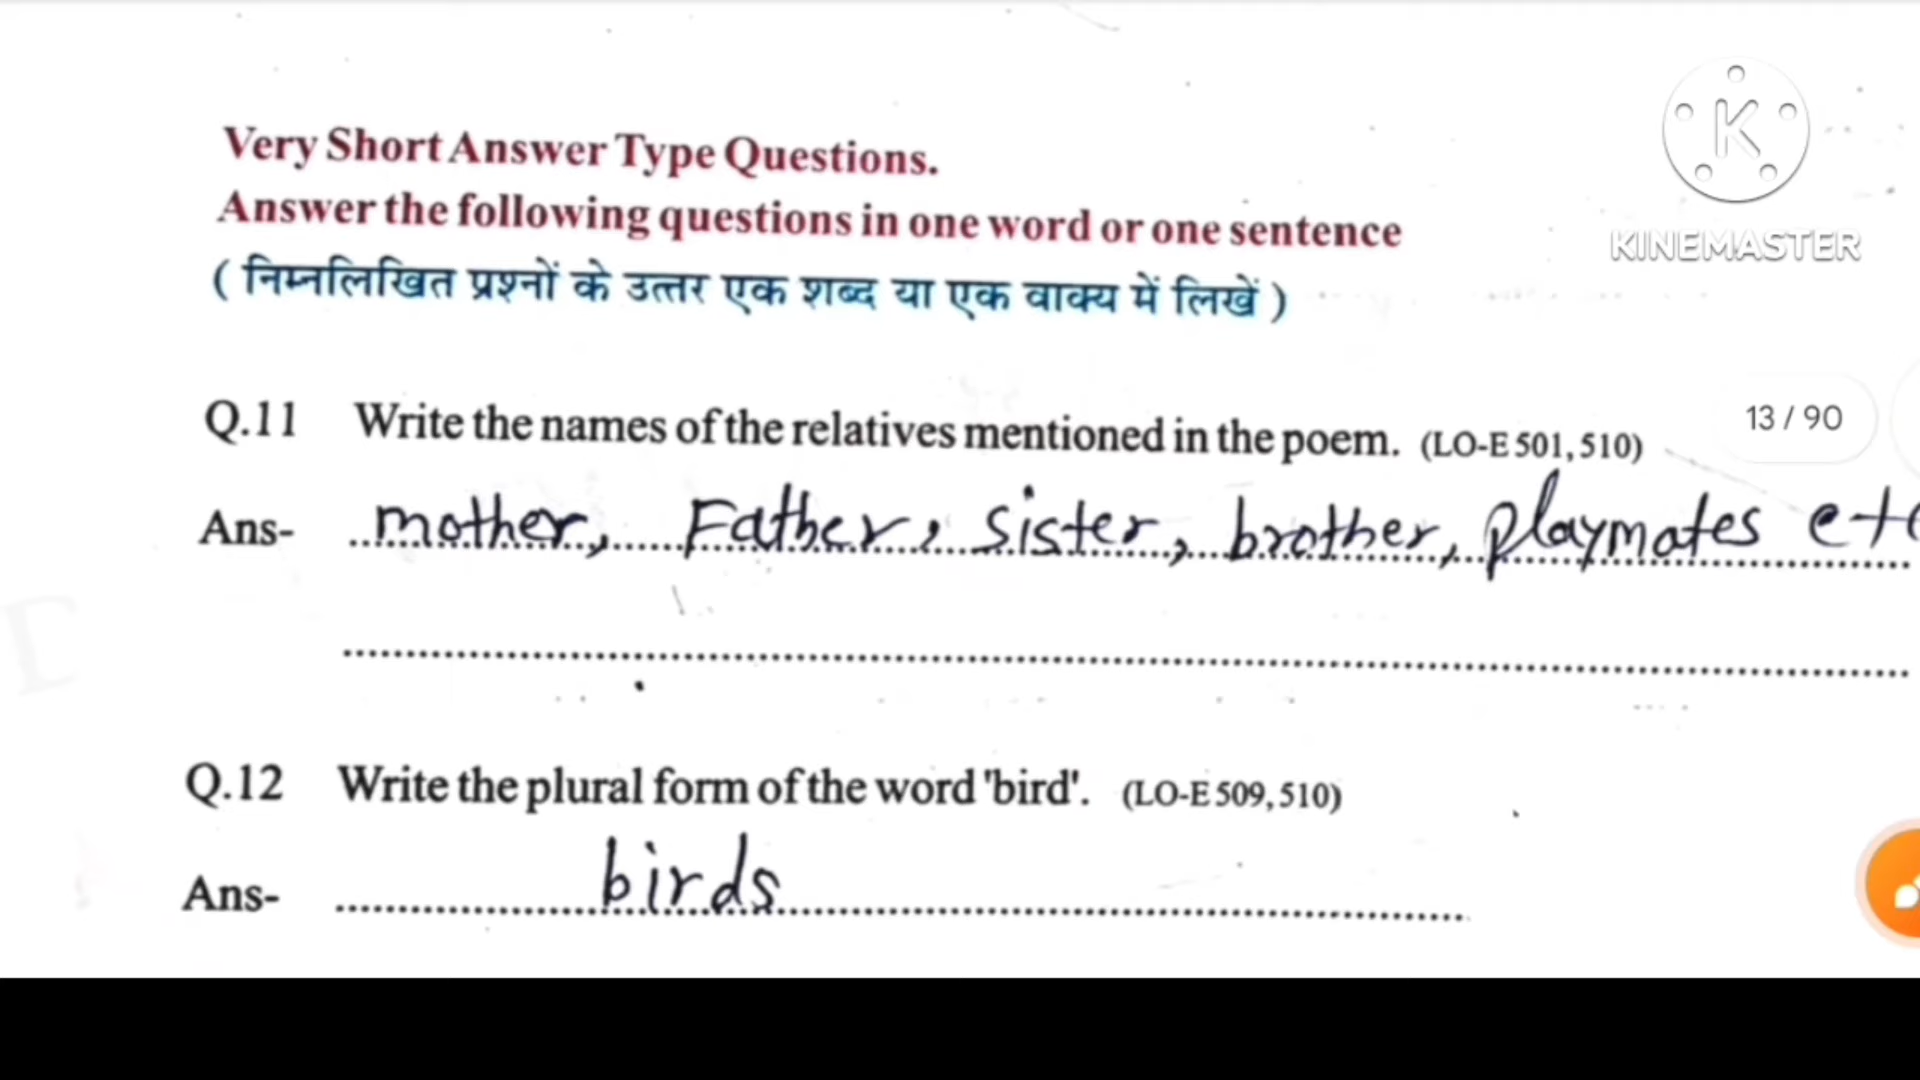 Very Short Answer Type Questions.
Answer the following questions in one word or one sentence
( निम्नलिखित प्रश्नों के उत्तर एक शब्द या एक वाक्य में लिखें )
KINEMASTER
Q.11 Write the names of the relatives mentioned in the poem. (LO-E 501, 510)
13 / 90
Ans- mother, Father, sister, brother, playmates etc
Q.12 Write the plural form of the word 'bird'. (LO-E 509, 510)
Ans- birds